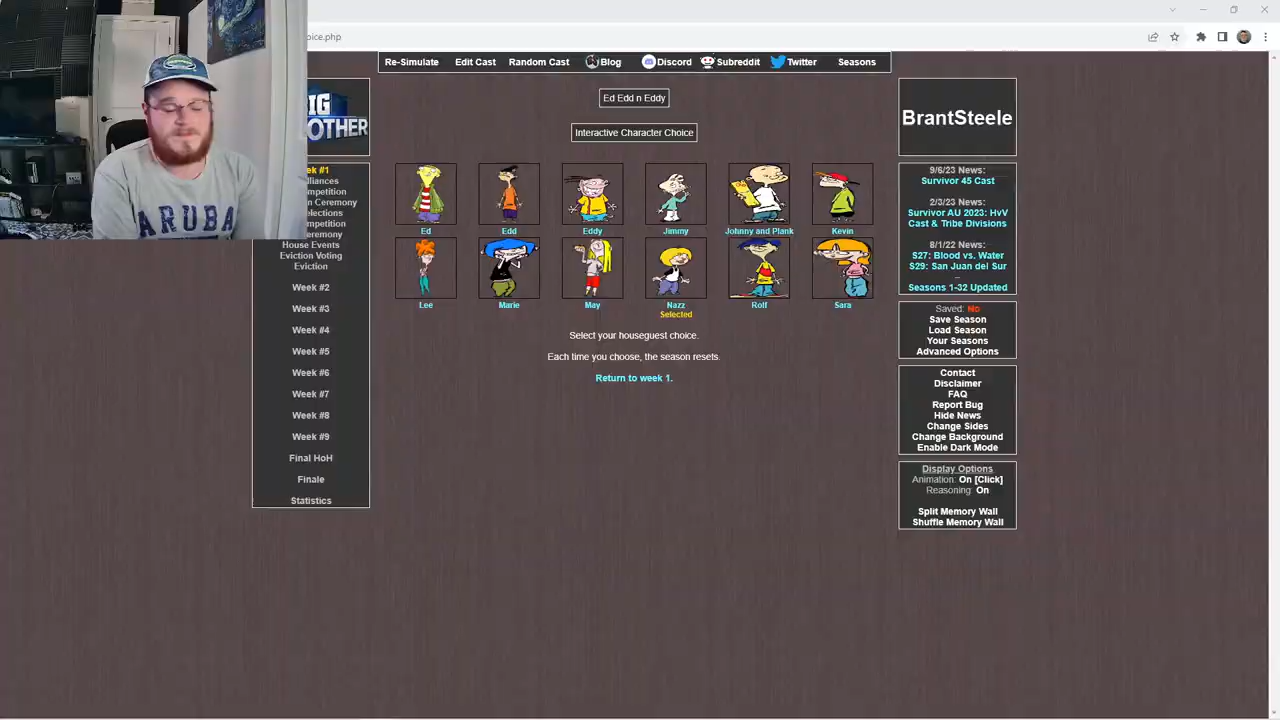 oice.php
Re-Simulate Edit Cast Random Cast Blog Discord Subreddit Twitter Seasons
Ed Edd n Eddy
Interactive Character Choice
BrantSteele
ARUBA
Week #1
lliances
mpetition
n Ceremony
elections
mpetition
eremony
House Events
Eviction Voting
Eviction
Week #2
Week #3
Week #4
Week #5
Week #6
Week #7
Week #8
Week #9
Final HoH
Finale
Statistics
Ed Edd Eddy Jimmy Johnny and Plank Kevin
Lee Marie May Nazz Rolf Sara
Selected
Select your houseguest choice.
Each time you choose, the season resets.
Return to week 1.
9/6/23 News:
Survivor 45 Cast
2/3/23 News:
Survivor AU 2023: HvV
Cast & Tribe Divisions
8/1/22 News:
S27: Blood vs. Water
S29: San Juan del Sur
...
Seasons 1-32 Updated
Saved: No
Save Season
Load Season
Your Seasons
Advanced Options
Contact
Disclaimer
FAQ
Report Bug
Hide News
Change Sides
Change Background
Enable Dark Mode
Display Options
Animation: On [Click]
Reasoning: On
Split Memory Wall
Shuffle Memory Wall